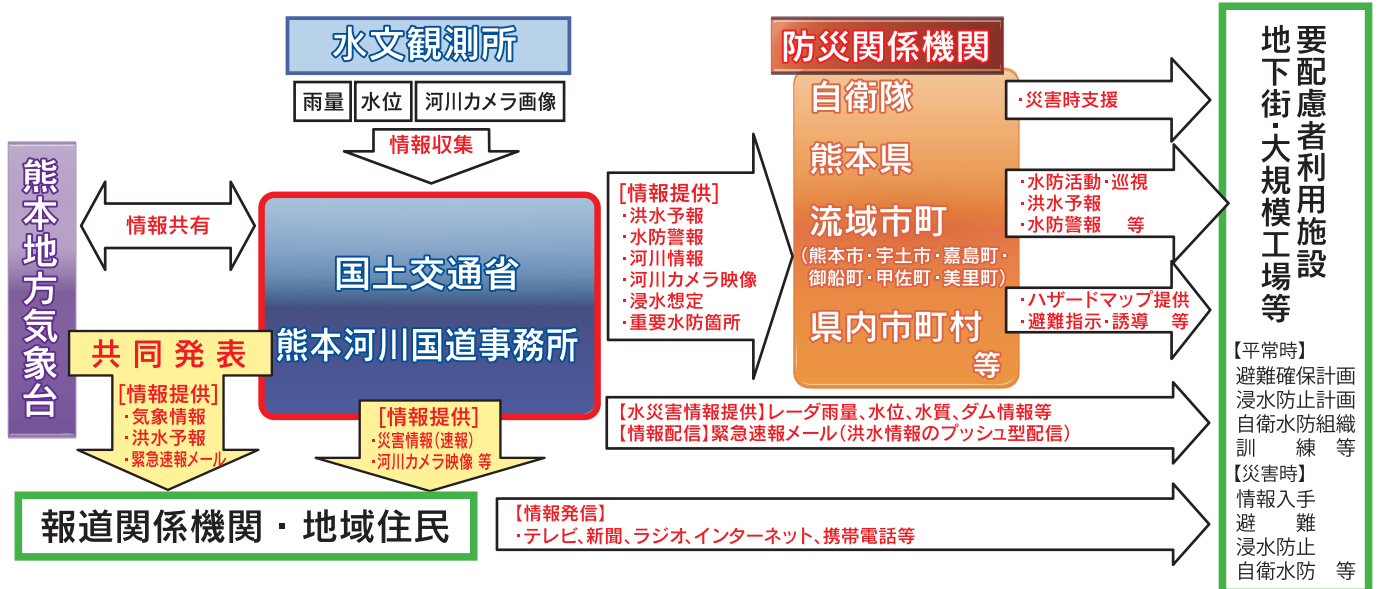 水文観測所
雨量
水位
河川カメラ画像
情報収集
熊本地方気象台
情報共有
国土交通省
熊本河川国道事務所
共同発表
[情報提供]
・気象情報
・洪水予報
・緊急速報メール
[情報提供]
・災害情報(速報)
・河川カメラ映像 等
報道関係機関・地域住民
[情報提供]
・洪水予報
・水防警報
・河川情報
・河川カメラ映像
・浸水想定
・重要水防箇所
防災関係機関
自衛隊
熊本県
流域市町
(熊本市・宇土市・嘉島町・
御船町・甲佐町・美里町)
県内市町村
等
・災害時支援
・水防活動・巡視
・洪水予報
・水防警報 等
・ハザードマップ提供
・避難指示・誘導 等
【水災害情報提供】レーダ雨量、水位、水質、ダム情報等
【情報配信】緊急速報メール(洪水情報のプッシュ型配信)
【情報発信】
・テレビ、新聞、ラジオ、インターネット、携帯電話等
要配慮者利用施設
地下街・大規模工場等
【平常時】
避難確保計画
浸水防止計画
自衛水防組織
訓 練 等
【災害時】
情報入手
避 難
浸水防止
自衛水防 等